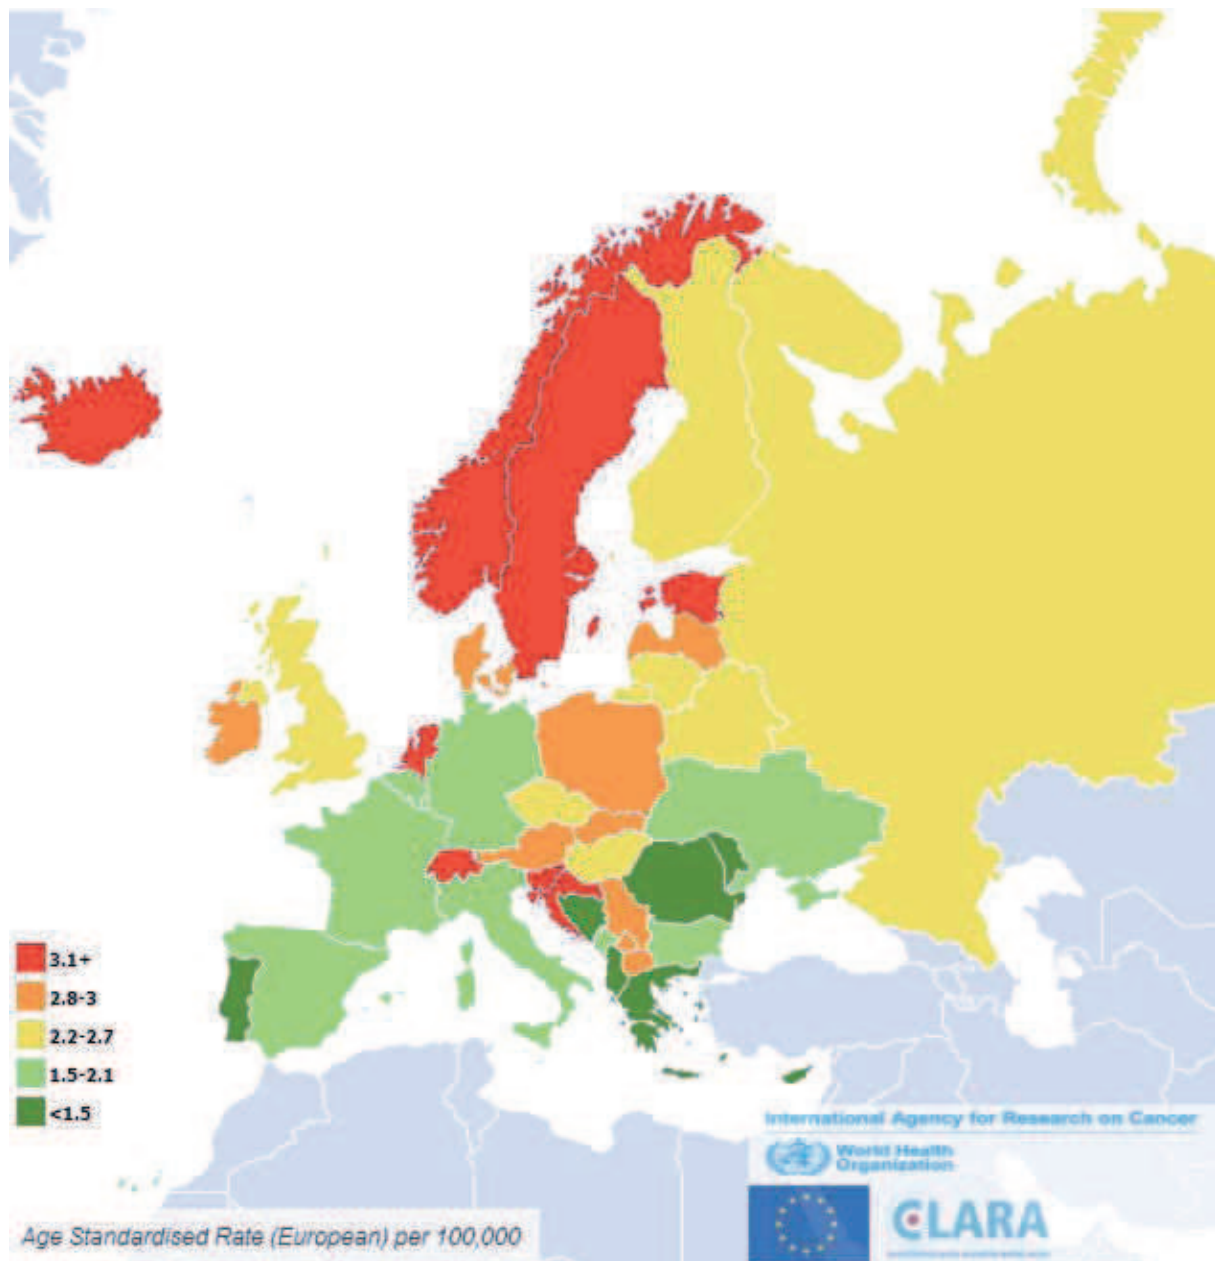 3.1+
2.8-3
2.2-2.7
1.5-2.1
<1.5
International Agency for Research on Cancer
World Health
Organization
CLARA
Age Standardised Rate (European) per 100,000